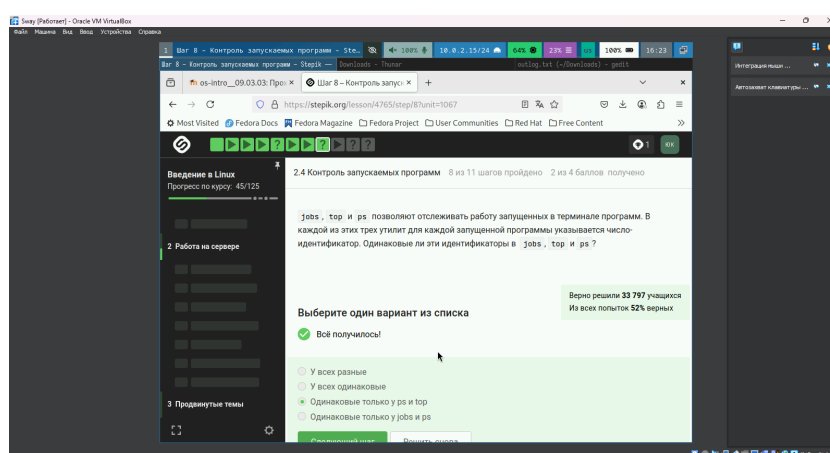 Sway [Работает] - Oracle VM VirtualBox
Файл Машина Вид Ввод Устройства Справка
1 Шаг 8 - Контроль запускаемых программ - Ste… 100% 10.0.2.15/24 64% 23% us 100% 16:23
Шаг 8 - Контроль запускаемых программ - Stepik — Downloads - Thunar outlog.txt (~/Downloads) - gedit
os-intro__09.03.03: Про Шаг 8 – Контроль запуск
https://stepik.org/lesson/4765/step/8?unit=1067
Most Visited Fedora Docs Fedora Magazine Fedora Project User Communities Red Hat Free Content
1
Введение в Linux
Прогресс по курсу: 45/125
2 Работа на сервере
3 Продвинутые темы
2.4 Контроль запускаемых программ 8 из 11 шагов пройдено 2 из 4 баллов получено
jobs, top и ps позволяют отслеживать работу запущенных в терминале программ. В
каждой из этих трех утилит для каждой запущенной программы указывается число-
идентификатор. Одинаковые ли эти идентификаторы в jobs, top и ps?
Верно решили 33 797 учащихся
Из всех попыток 52% верных
Выберите один вариант из списка
Всё получилось!
У всех разные
У всех одинаковые
Одинаковые только у ps и top
Одинаковые только у jobs и ps
Следующий шаг Решить снова
Интеграция мыши ...
Автозахват клавиатуры ...